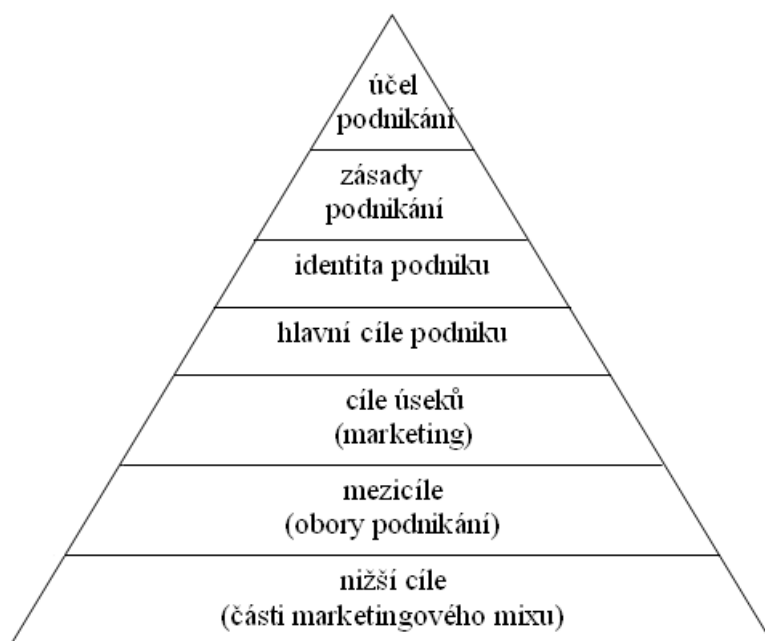 účel
podnikání
zásady
podnikání
identita podniku
hlavní cíle podniku
cíle úseků
(marketing)
mezicíle
(obory podnikání)
nižší cíle
(části marketingového mixu)